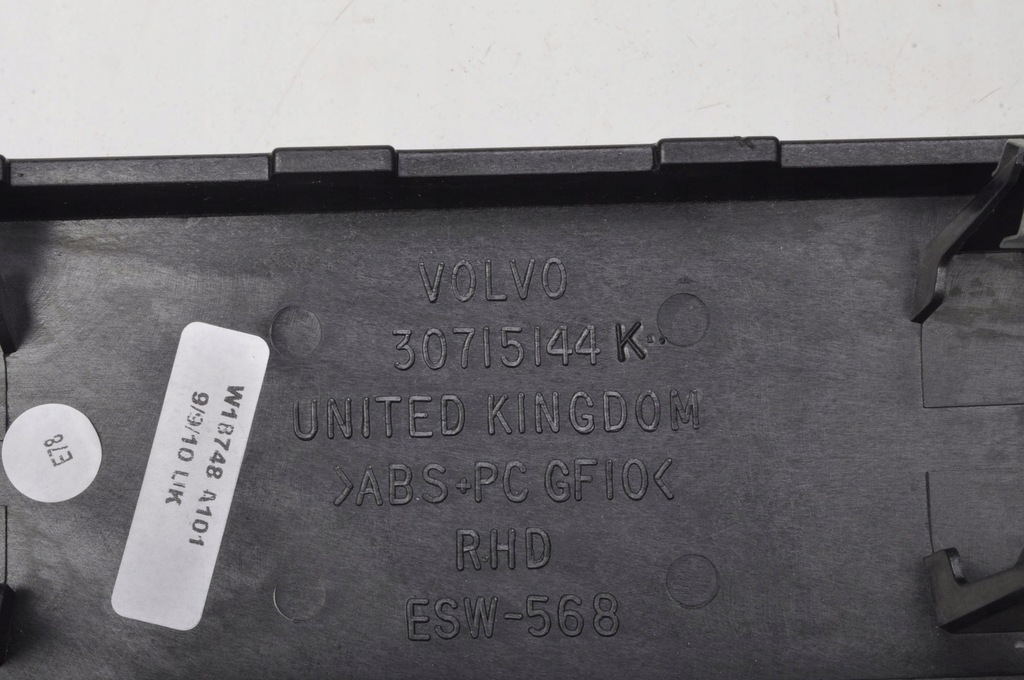 VOLVO
30715144 K··
UNITED KINGDOM
>ABS+PC GF10<
RHD
ESW-568
W18748 A101
9/9/10 LIK
E78